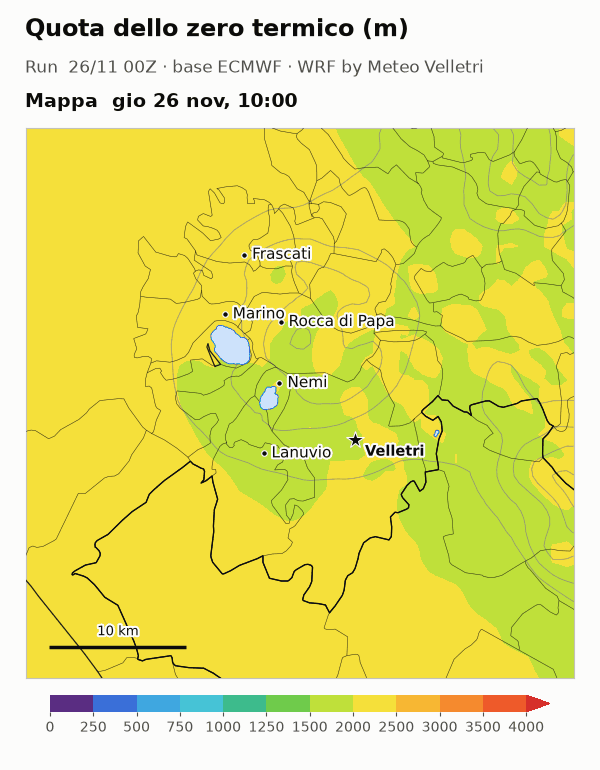 Quota dello zero termico (m)
Run  26/11 00Z · base ECMWF · WRF by Meteo Velletri
Mappa  gio 26 nov, 10:00
Frascati
Marino
Rocca di Papa
Nemi
Velletri
Lanuvio
10 km
0 250 500 750 1000 1250 1500 2000 2500 3000 3500 4000